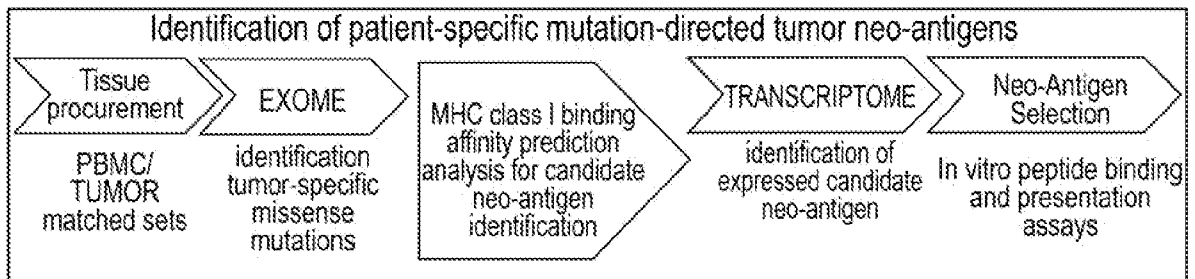 Identification of patient-specific mutation-directed tumor neo-antigens
Tissue
procurement
PBMC/
TUMOR
matched sets
EXOME
identification
tumor-specific
missense
mutations
MHC class I binding
affinity prediction
analysis for candidate
neo-antigen
identification
TRANSCRIPTOME
identification of
expressed candidate
neo-antigen
Neo-Antigen
Selection
In vitro peptide binding
and presentation
assays